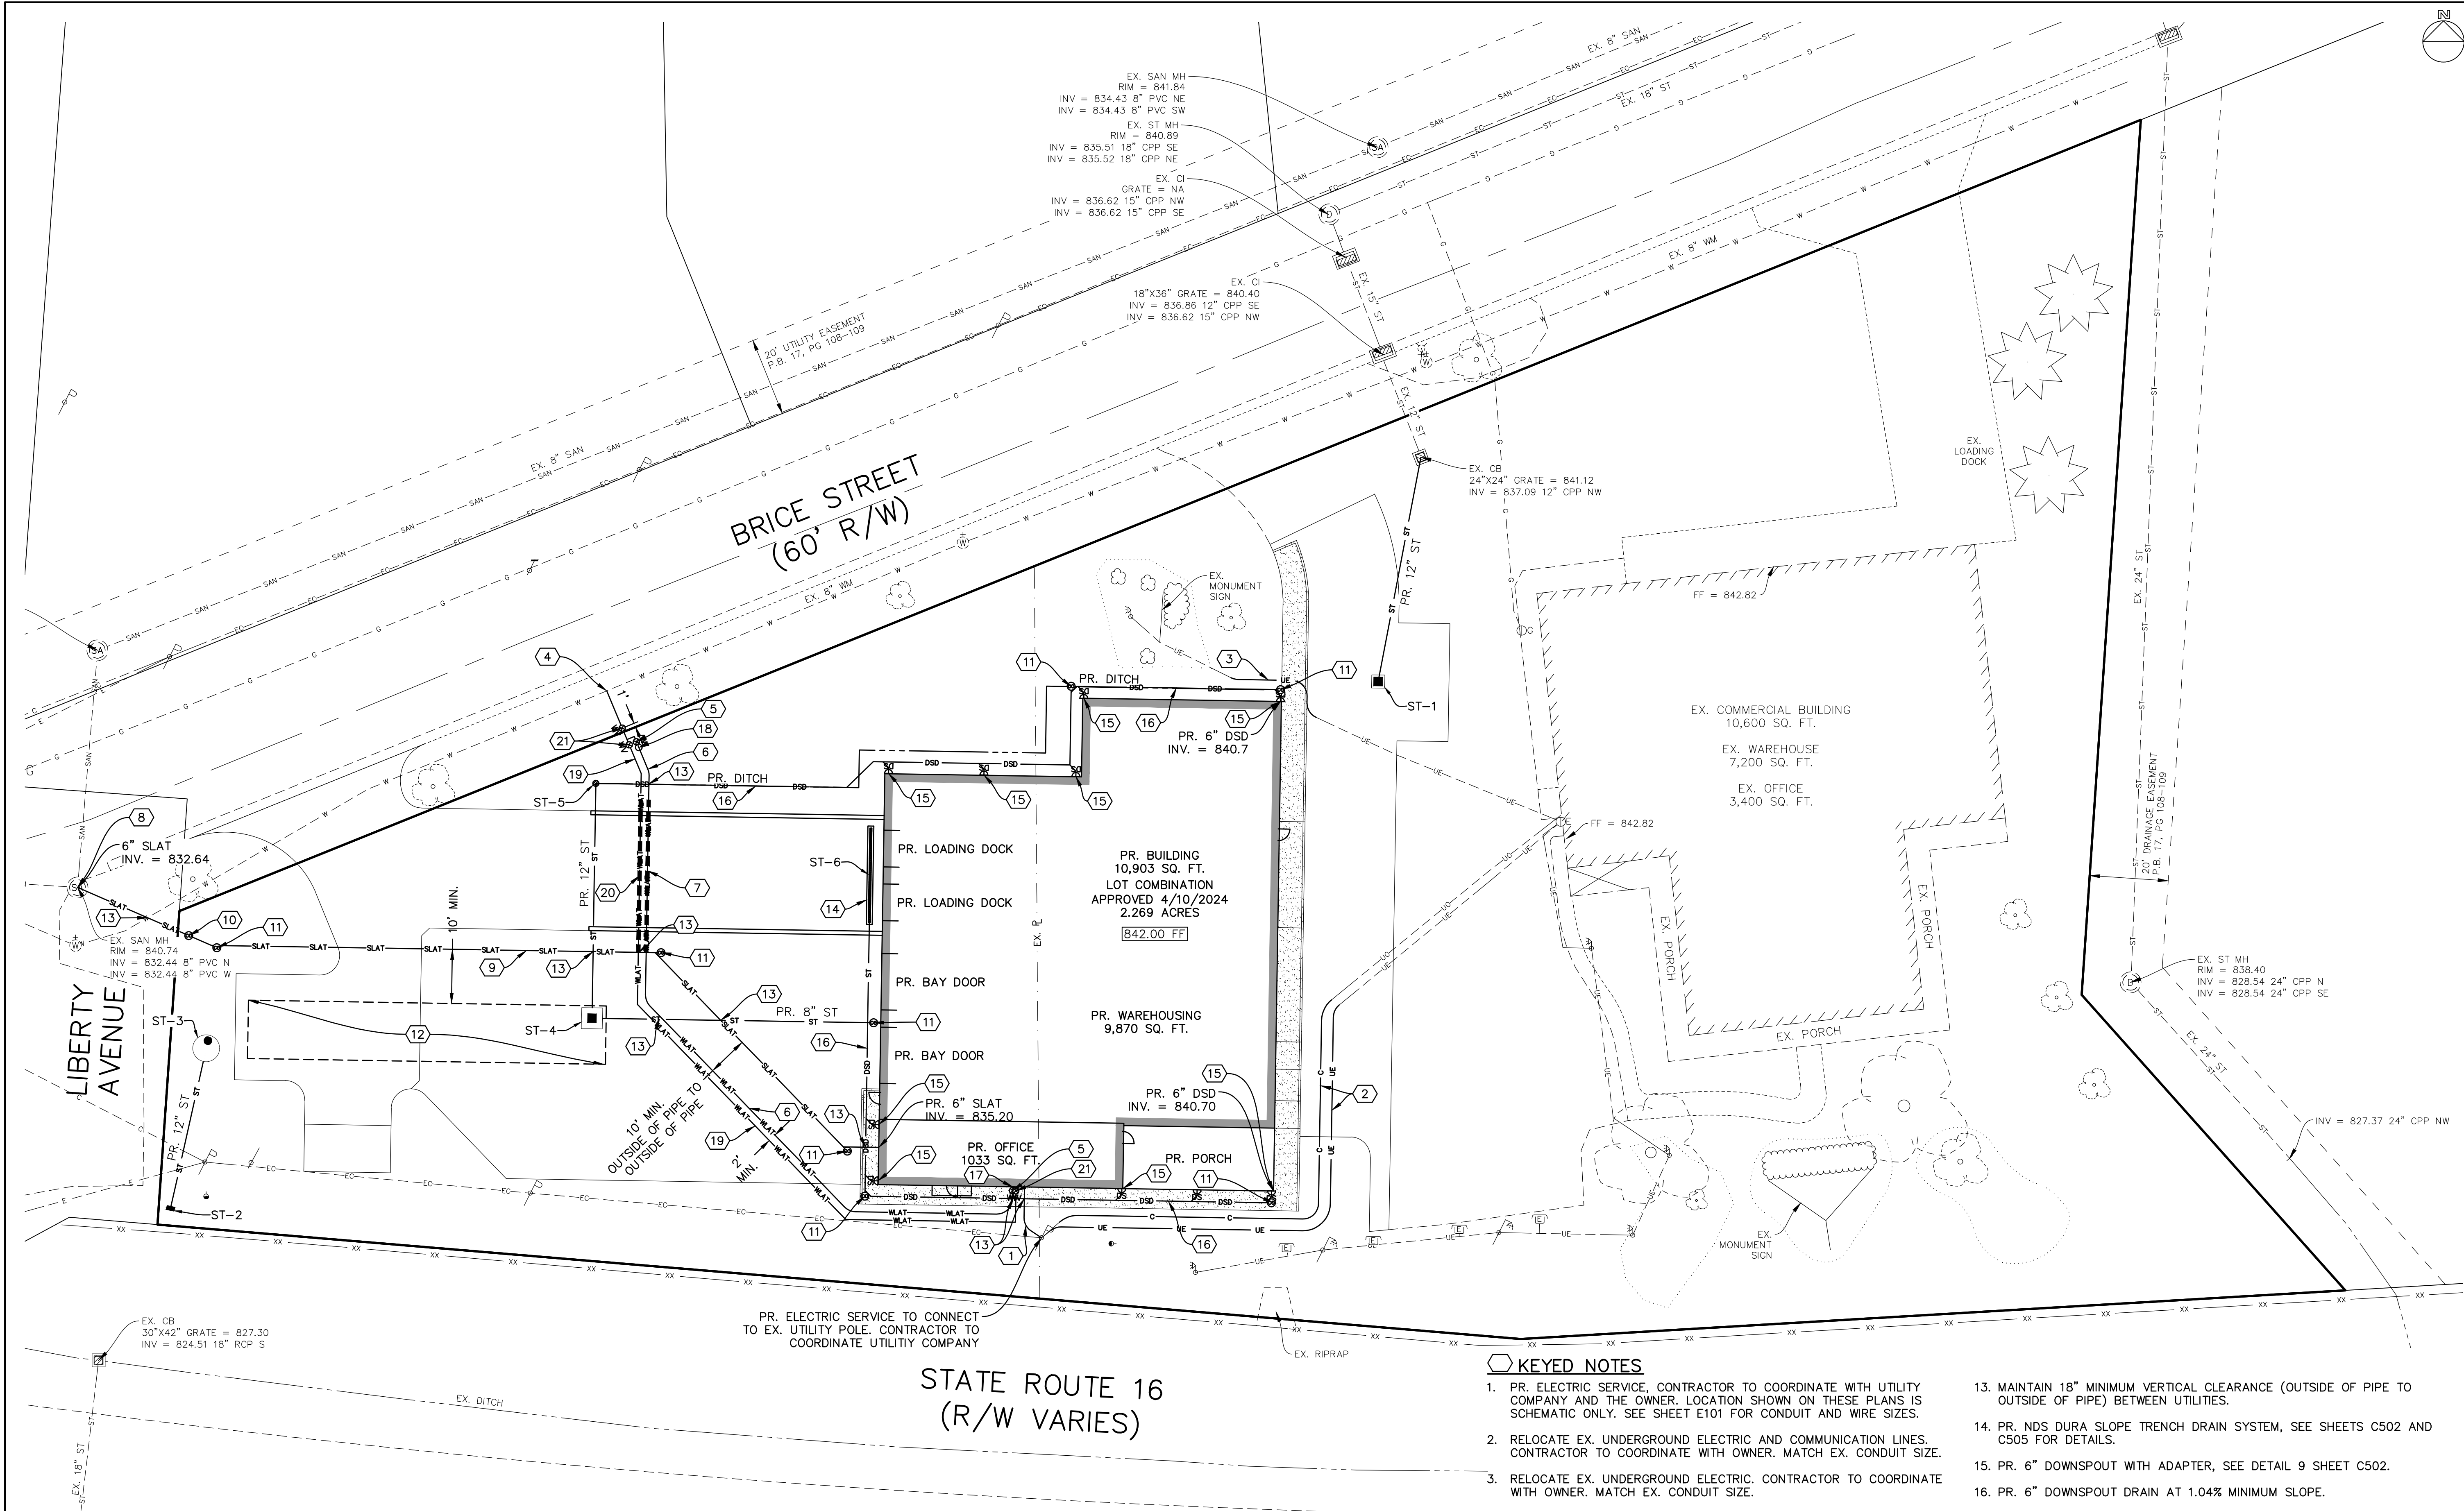 N
EX. 8" SAN
EX. 18" ST
EX. SAN MH
RIM = 841.84
INV = 834.43 8" PVC NE
INV = 834.43 8" PVC SW
EX. ST MH
RIM = 840.89
INV = 835.51 18" CPP SE
INV = 835.52 18" CPP NE
EX. CI
GRATE = NA
INV = 836.62 15" CPP NW
INV = 836.62 15" CPP SE
EX. CI
18"X36" GRATE = 840.40
INV = 836.86 12" CPP SE
INV = 836.62 15" CPP NW
EX. 15" ST
EX. 12" ST
EX. 8" WM
20' UTILITY EASEMENT
P.B. 17, PG 108-109
EX. 8" SAN
BRICE STREET
(60' R/W)
EX. 8" WM
EX. CB
24"X24" GRATE = 841.12
INV = 837.09 12" CPP NW
EX.
LOADING
DOCK
PR. 12" ST
EX.
MONUMENT
SIGN
FF = 842.82
EX. 24" ST
ST-1
EX. COMMERCIAL BUILDING
10,600 SQ. FT.
EX. WAREHOUSE
7,200 SQ. FT.
EX. OFFICE
3,400 SQ. FT.
FF = 842.82
20' DRAINAGE EASEMENT
P.B. 17, PG 108-109
EX. PORCH
EX. PORCH
EX. PORCH
EX. ST MH
RIM = 838.40
INV = 828.54 24" CPP N
INV = 828.54 24" CPP SE
EX. 24" ST
INV = 827.37 24" CPP NW
PR. DITCH
PR. 6" DSD
INV. = 840.7
1'
PR. DITCH
ST-5
6" SLAT
INV. = 832.64
PR. 12" ST
10' MIN.
ST-6
PR. LOADING DOCK
PR. LOADING DOCK
PR. BUILDING
10,903 SQ. FT.
LOT COMBINATION
APPROVED 4/10/2024
2.269 ACRES
842.00 FF
EX. PL
EX. SAN MH
RIM = 840.74
INV = 832.44 8" PVC N
INV = 832.44 8" PVC W
PR. BAY DOOR
PR. WAREHOUSING
9,870 SQ. FT.
PR. 8" ST
ST-3
ST-4
PR. BAY DOOR
LIBERTY
AVENUE
PR. 12" ST
ST-2
10' MIN.
OUTSIDE OF PIPE TO
OUTSIDE OF PIPE
2'
MIN.
PR. 6" SLAT
INV. = 835.20
PR. 6" DSD
INV. = 840.70
PR. OFFICE
1033 SQ. FT.
PR. PORCH
EX.
MONUMENT
SIGN
PR. ELECTRIC SERVICE TO CONNECT
TO EX. UTILITY POLE. CONTRACTOR TO
COORDINATE UTILITIY COMPANY
EX. RIPRAP
EX. CB
30"X42" GRATE = 827.30
INV = 824.51 18" RCP S
EX. DITCH
EX. 18" ST
STATE ROUTE 16
(R/W VARIES)
KEYED NOTES
1. PR. ELECTRIC SERVICE, CONTRACTOR TO COORDINATE WITH UTILITY
COMPANY AND THE OWNER. LOCATION SHOWN ON THESE PLANS IS
SCHEMATIC ONLY. SEE SHEET E101 FOR CONDUIT AND WIRE SIZES.
2. RELOCATE EX. UNDERGROUND ELECTRIC AND COMMUNICATION LINES.
CONTRACTOR TO COORDINATE WITH OWNER. MATCH EX. CONDUIT SIZE.
3. RELOCATE EX. UNDERGROUND ELECTRIC. CONTRACTOR TO COORDINATE
WITH OWNER. MATCH EX. CONDUIT SIZE.
13. MAINTAIN 18" MINIMUM VERTICAL CLEARANCE (OUTSIDE OF PIPE TO
OUTSIDE OF PIPE) BETWEEN UTILITIES.
14. PR. NDS DURA SLOPE TRENCH DRAIN SYSTEM, SEE SHEETS C502 AND
C505 FOR DETAILS.
15. PR. 6" DOWNSPOUT WITH ADAPTER, SEE DETAIL 9 SHEET C502.
16. PR. 6" DOWNSPOUT DRAIN AT 1.04% MINIMUM SLOPE.